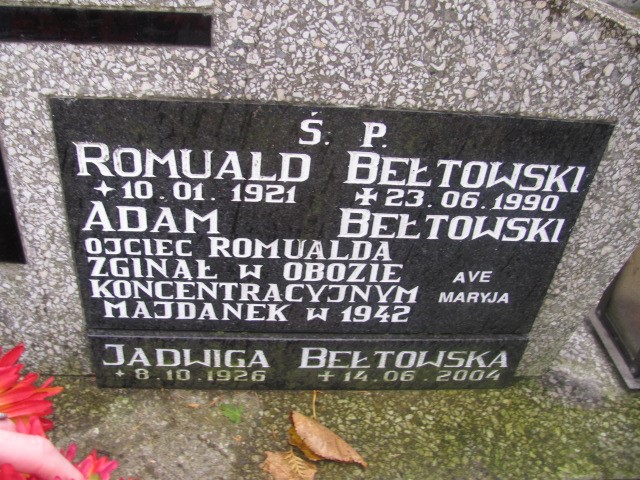 Ś. P.
ROMUALD BEŁTOWSKI
+ 10.01.1921 ✝ 23.06.1990
ADAM BEŁTOWSKI
OJCIEC ROMUALDA
ZGINAŁ W OBOZIE
KONCENTRACYJNYM
MAJDANEK W 1942
AVE
MARYJA
JADWIGA BEŁTOWSKA
+ 8.10.1926 + 14.06.2004